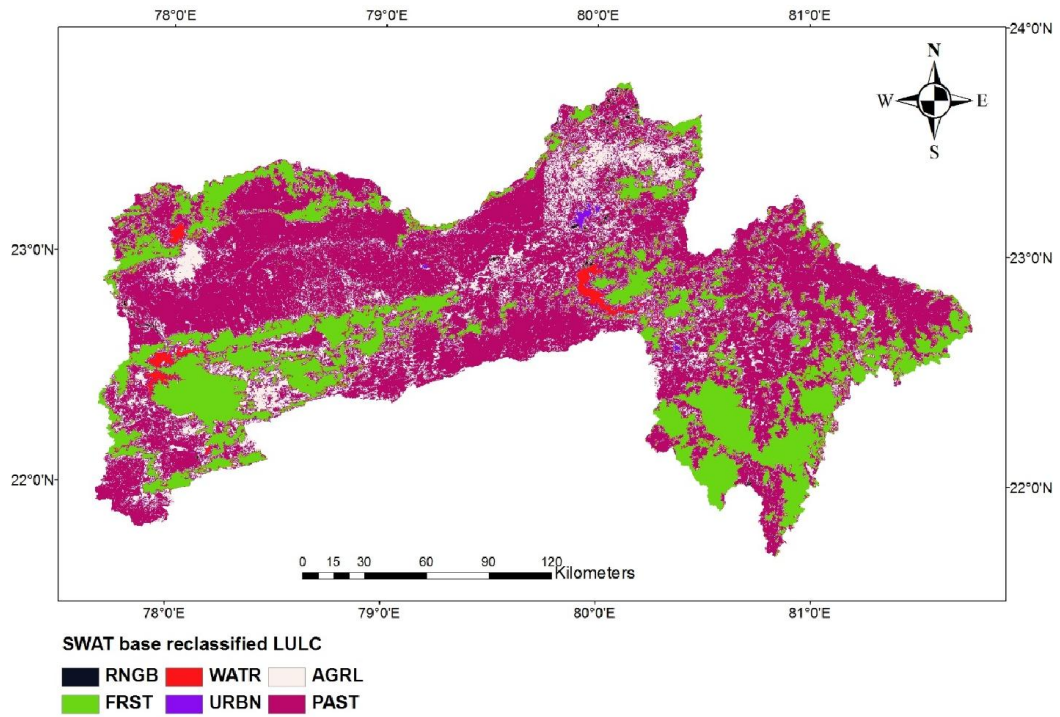 78°0'E 79°0'E 80°0'E 81°0'E
24°0'N
N
W E
S
23°0'N 23°0'N
22°0'N 22°0'N
0 15 30 60 90 120
Kilometers
78°0'E 79°0'E 80°0'E 81°0'E
SWAT base reclassified LULC
RNGB WATR AGRL
FRST URBN PAST